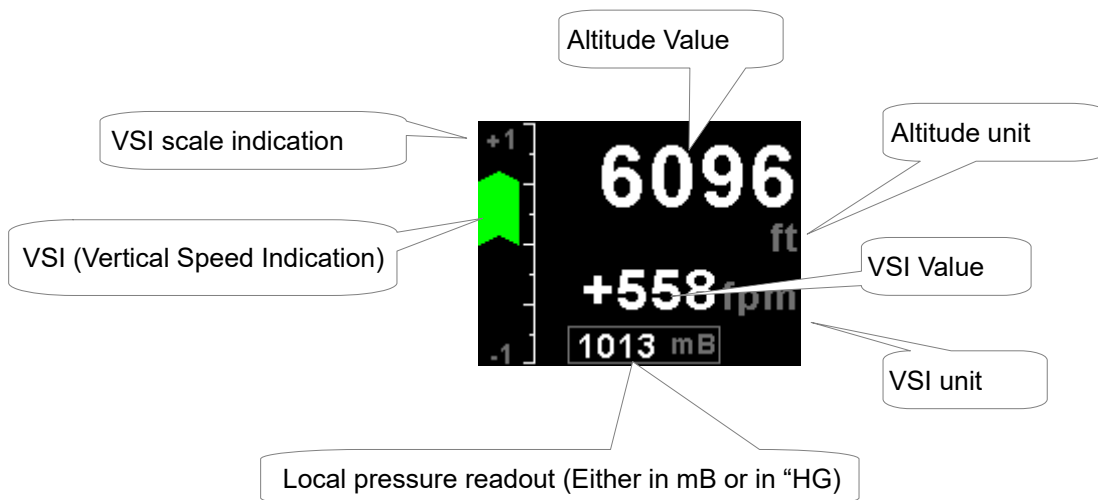 Altitude Value
VSI scale indication
Altitude unit
+1
6096
ft
VSI (Vertical Speed Indication)
VSI Value
+558fpm
1013 mB
-1
VSI unit
Local pressure readout (Either in mB or in “HG)